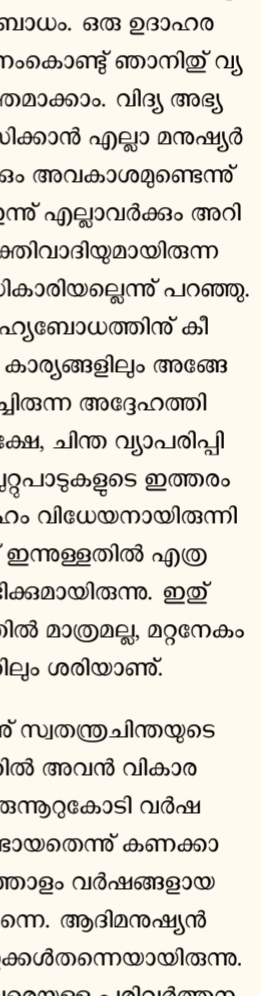 ബോധം. ഒരു ഉദാഹര
നംകൊണ്ടു് ഞാനിതു് വ്യ
തമാക്കാം. വിദ്യ അഭ്യ
സിക്കാൻ എല്ലാ മനുഷ്യർ
ഒ‌രും അവകാശമുണ്ടെന്നു്
ഇന്നു് എല്ലാവർക്കും അറി
ക്തിവാദിയുമായിരുന്ന
ധികാരിയല്ലെന്നു് പറഞ്ഞു.
ഹ്യബോധത്തിനു് കീ
കാര്യങ്ങളിലും അങ്ങേ
ച്ചിരുന്ന അദ്ദേഹത്തി
ക്ഷേ, ചിന്ത വ്യാപരിപ്പി
പ്പെറ്റുപാടുകളുടെ ഇത്തരം
ഹം വിധേയനായിരുന്നി
ഇന്നുള്ളതിൽ എത്ര
ിക്കുമായിരുന്നു. ഇതു്
തിൽ മാത്രമല്ല, മറ്റനേകം
ിലും ശരിയാണു്.
സ്വതന്ത്രചിന്തയുടെ
തിൽ അവൻ വികാര
രുന്നൂറുകോടി വർഷ
ണ്ടായതെന്നു് കണക്കാ
ത്തോളം വർഷങ്ങളായ
ന്നെ. ആദിമനുഷ്യൻ
ക്കൾതന്നെയായിരുന്നു.